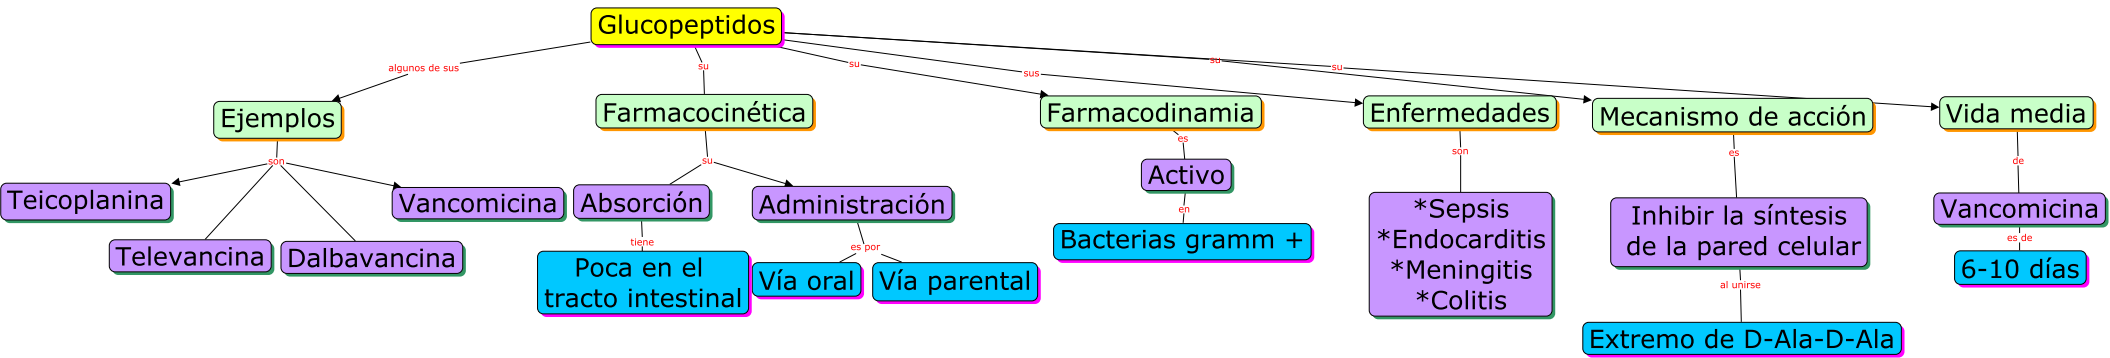 Glucopeptidos
algunos de sus
su
su
sus
su
su
Ejemplos
Farmacocinética
Farmacodinamia
Enfermedades
Mecanismo de acción
Vida media
son
su
es
son
es
de
Teicoplanina
Vancomicina
Televancina
Dalbavancina
Absorción
Administración
tiene
es por
Poca en el
tracto intestinal
Vía oral
Vía parental
Activo
en
Bacterias gramm +
*Sepsis
*Endocarditis
*Meningitis
*Colitis
Inhibir la síntesis
de la pared celular
al unirse
Extremo de D-Ala-D-Ala
Vancomicina
es de
6-10 días